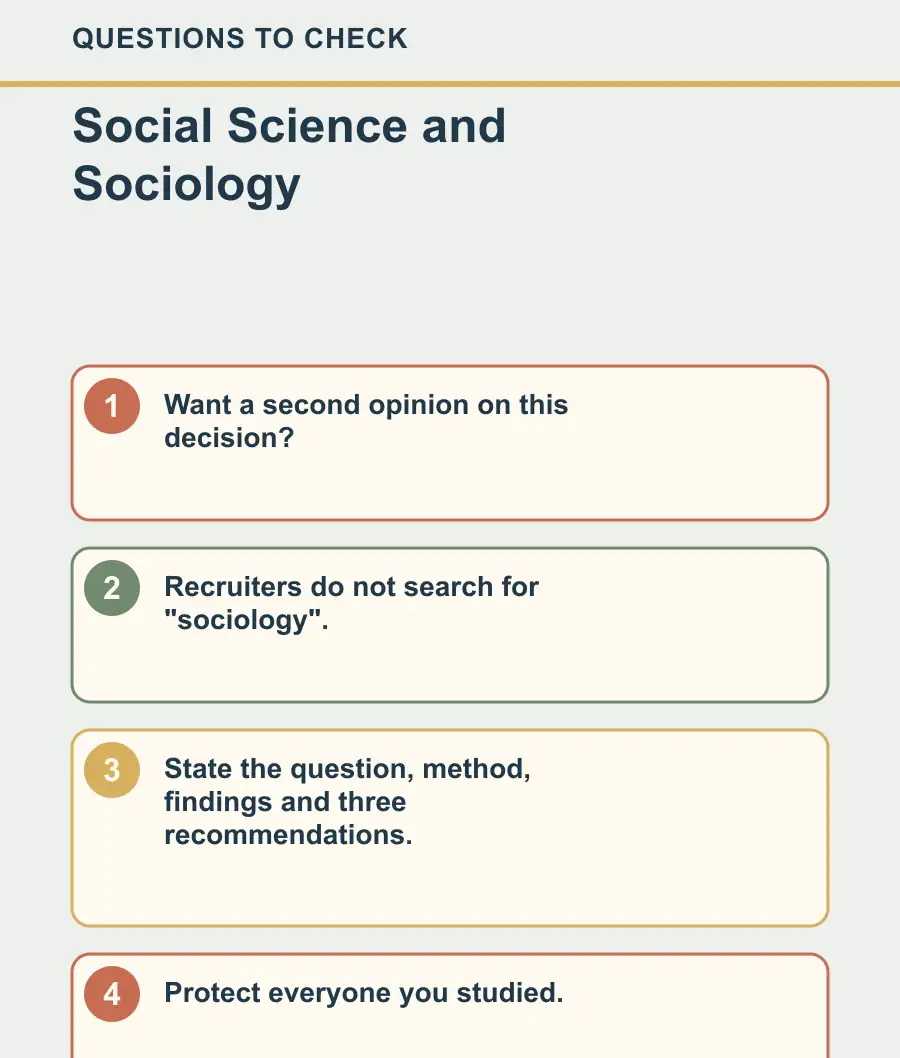 QUESTIONS TO CHECK
Social Science and
Sociology
1
Want a second opinion on this
decision?
2
Recruiters do not search for
"sociology".
3
State the question, method,
findings and three
recommendations.
4
Protect everyone you studied.